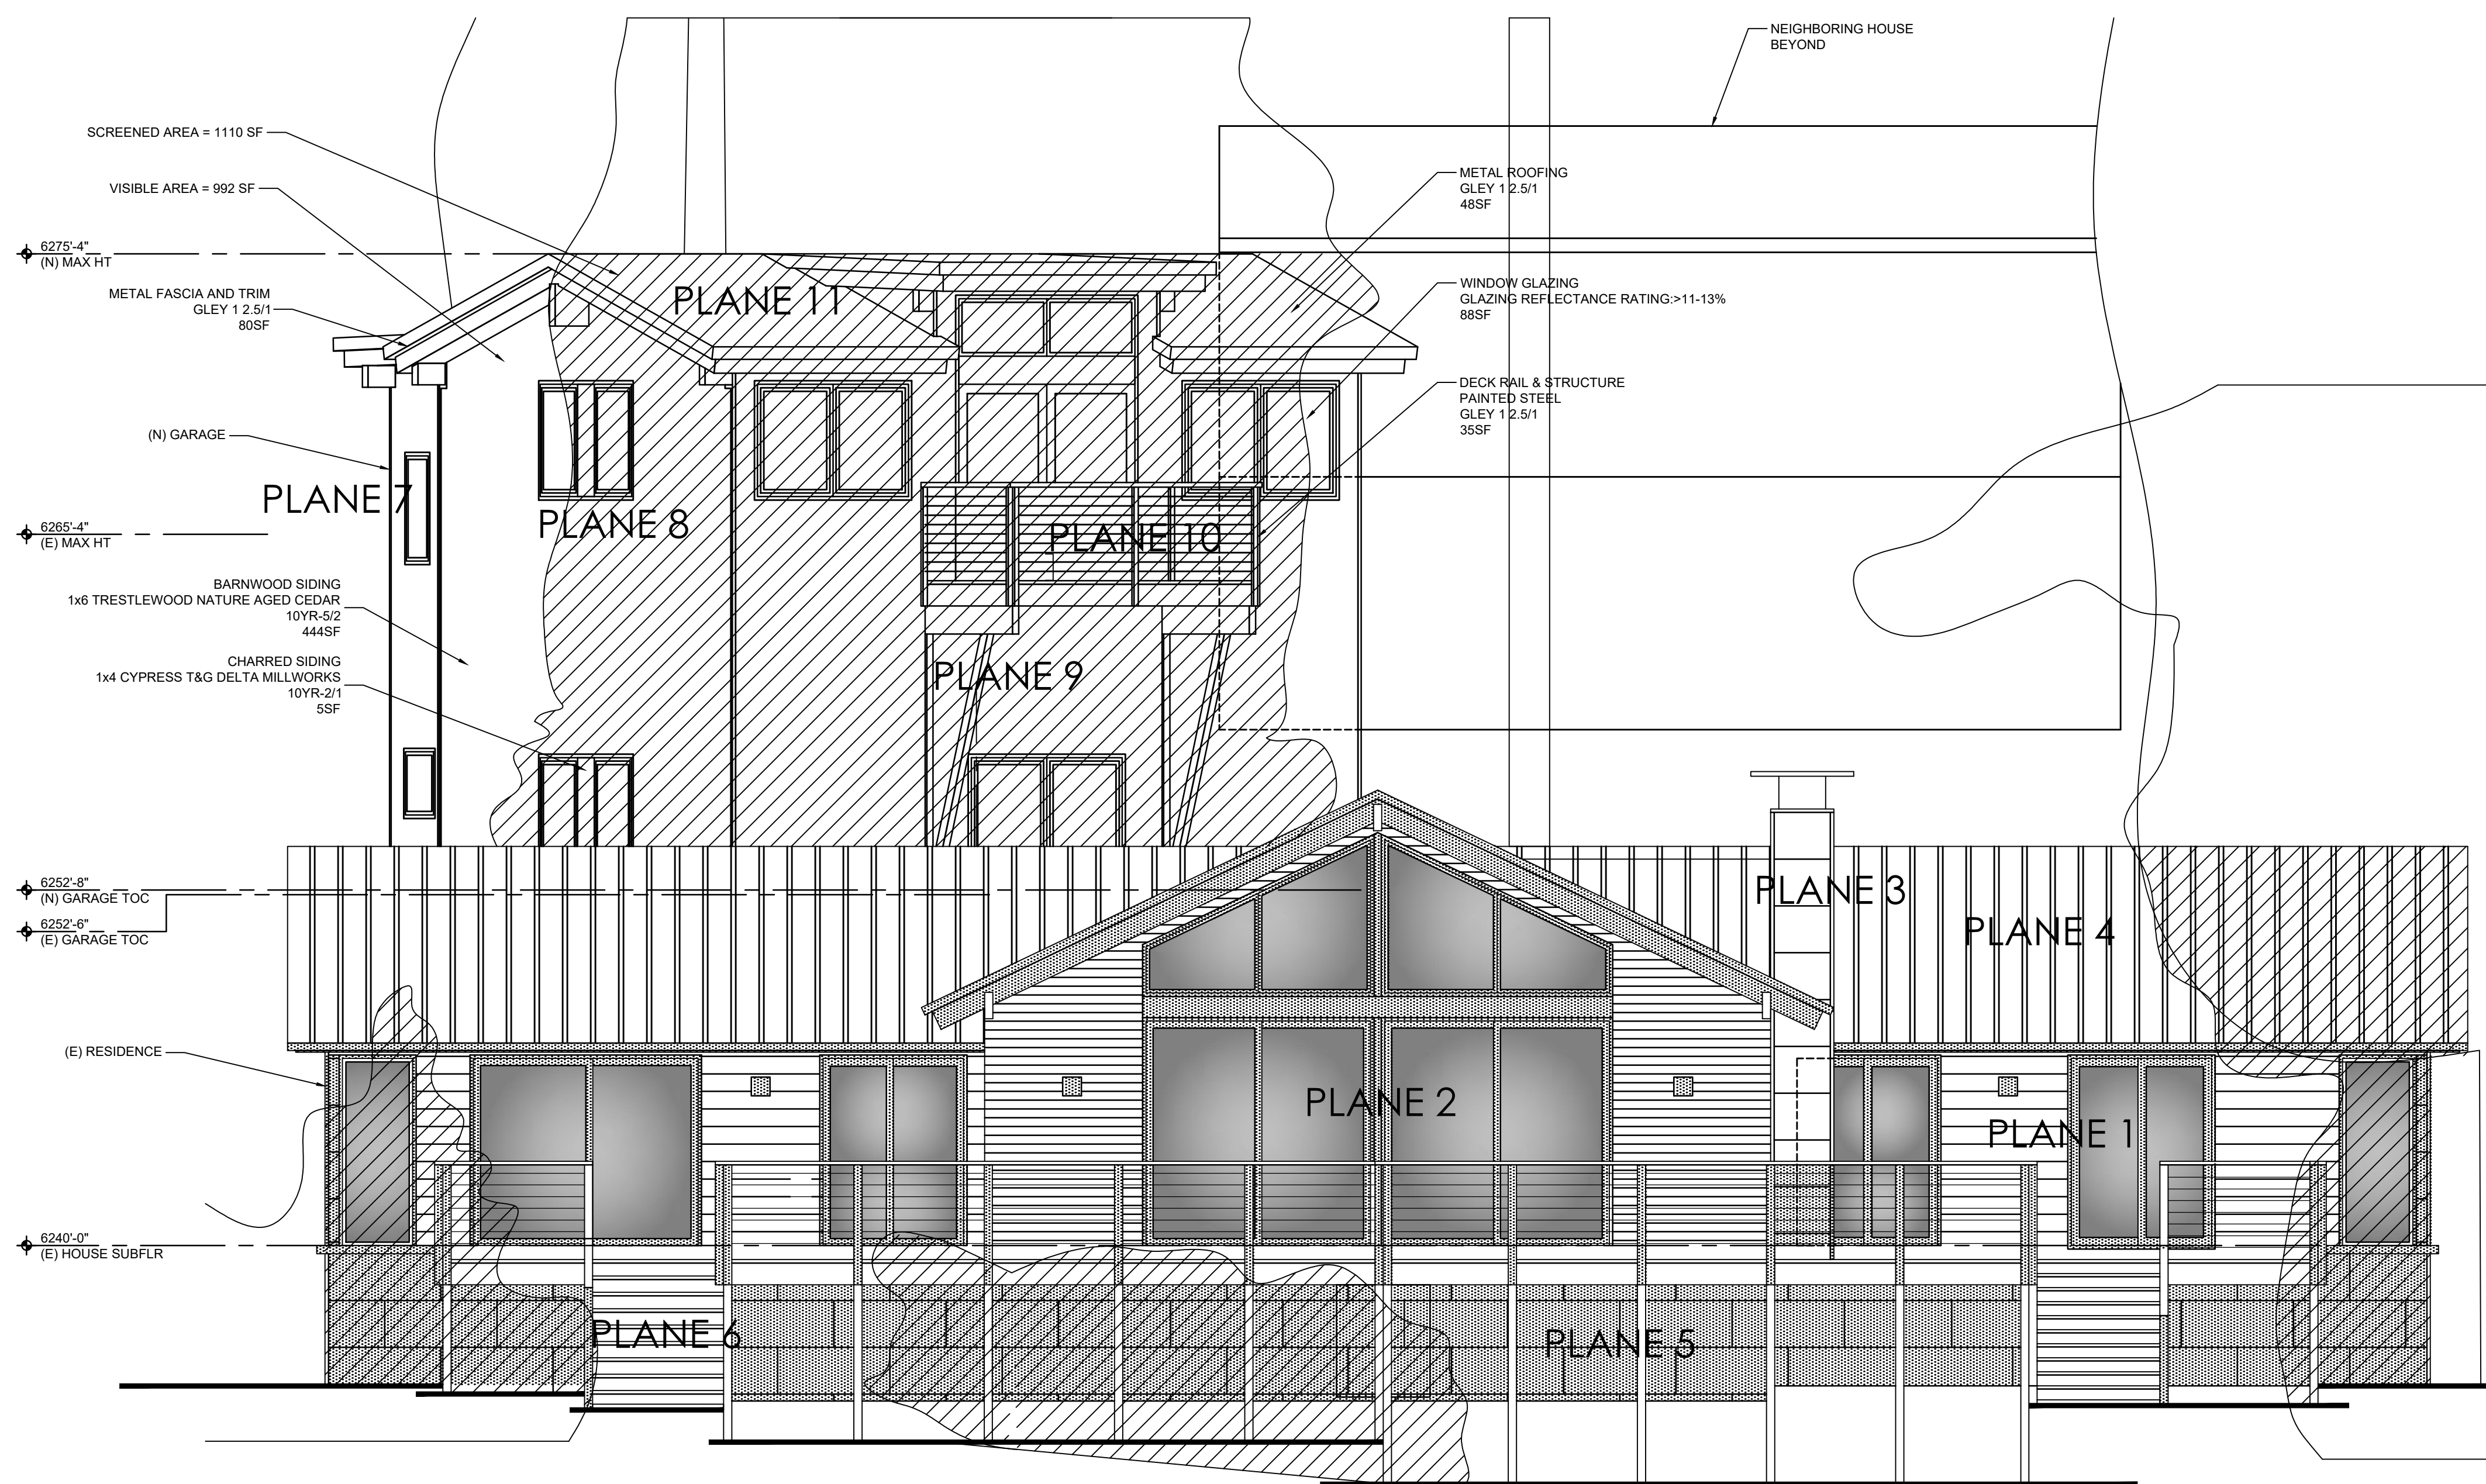 NEIGHBORING HOUSE
BEYOND
SCREENED AREA = 1110 SF
VISIBLE AREA = 992 SF
METAL ROOFING
GLEY 1 2.5/1
48SF
6275'-4"
(N) MAX HT
METAL FASCIA AND TRIM
GLEY 1 2.5/1
80SF
PLANE 11
WINDOW GLAZING
GLAZING REFLECTANCE RATING:>11-13%
88SF
DECK RAIL & STRUCTURE
PAINTED STEEL
GLEY 1 2.5/1
35SF
(N) GARAGE
PLANE 7
PLANE 8
PLANE 10
6265'-4"
(E) MAX HT
BARNWOOD SIDING
1x6 TRESTLEWOOD NATURE AGED CEDAR
10YR-5/2
444SF
CHARRED SIDING
1x4 CYPRESS T&G DELTA MILLWORKS
10YR-2/1
5SF
PLANE 9
6252'-8"
(N) GARAGE TOC
6252'-6"
(E) GARAGE TOC
PLANE 3
PLANE 4
(E) RESIDENCE
PLANE 2
PLANE 1
6240'-0"
(E) HOUSE SUBFLR
PLANE 6
PLANE 5